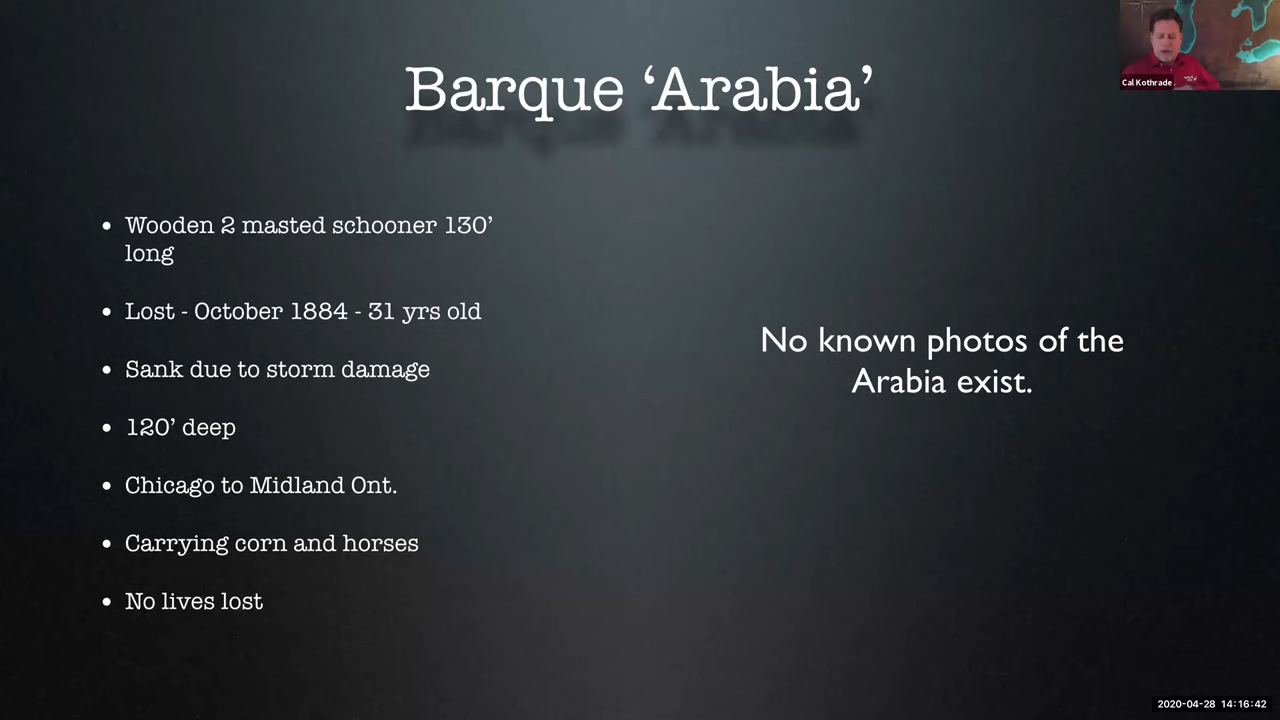 Barque ‘Arabia’
Cal Kothrade
• Wooden 2 masted schooner 130’
long
• Lost - October 1884 - 31 yrs old
• Sank due to storm damage
• 120’ deep
• Chicago to Midland Ont.
• Carrying corn and horses
• No lives lost
No known photos of the
Arabia exist.
2020-04-28 14:16:42